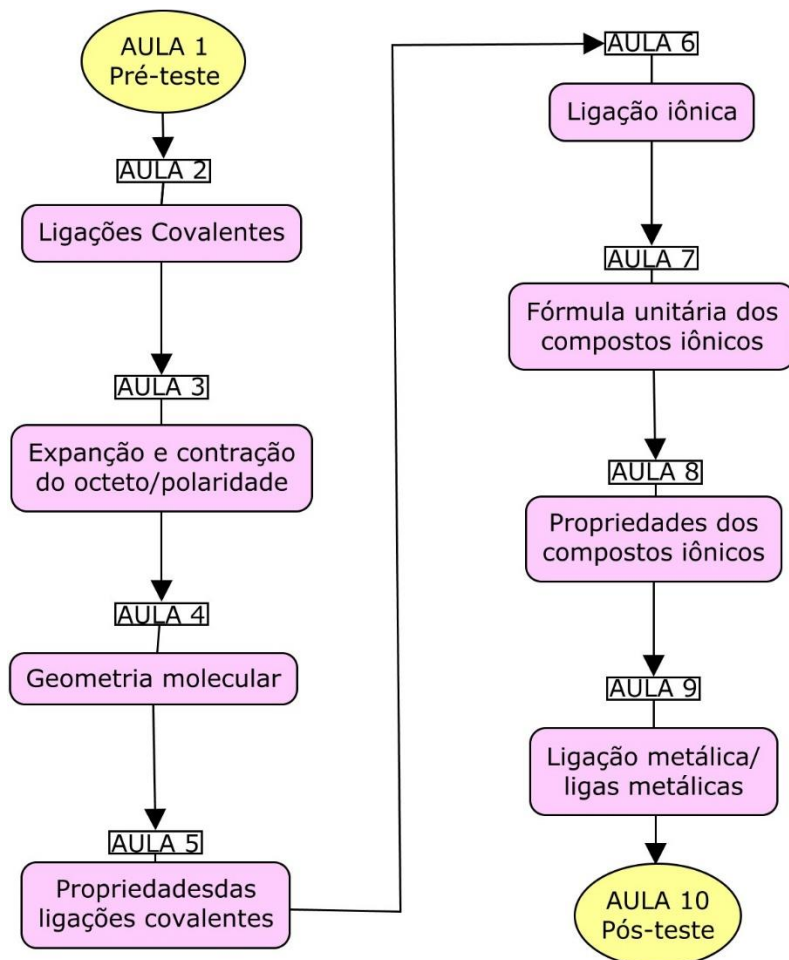 AULA 1
Pré-teste
AULA 2
Ligações Covalentes
AULA 3
Expanção e contração
do octeto/polaridade
AULA 4
Geometria molecular
AULA 5
Propriedadesdas
ligações covalentes
AULA 6
Ligação iônica
AULA 7
Fórmula unitária dos
compostos iônicos
AULA 8
Propriedades dos
compostos iônicos
AULA 9
Ligação metálica/
ligas metálicas
AULA 10
Pós-teste